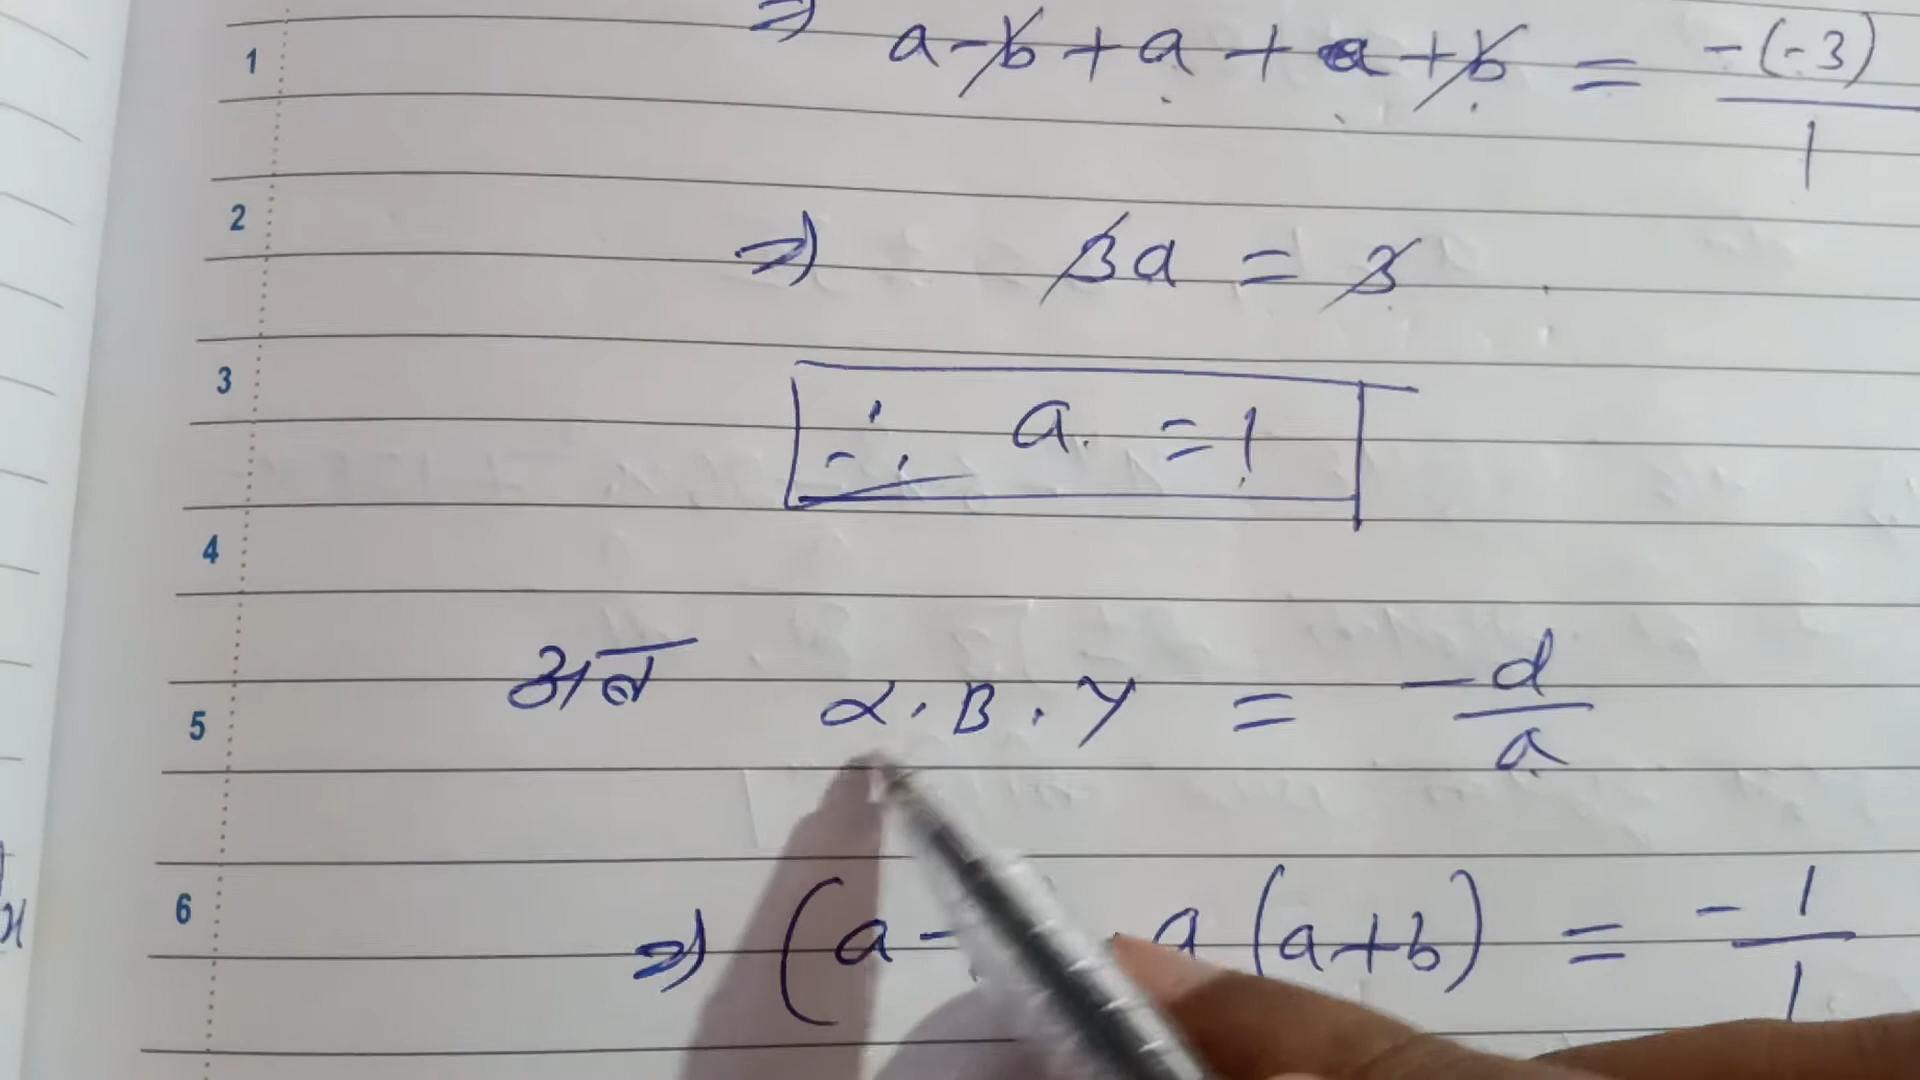 1
⇒ a-b+a+a+b = -(-3)/1
2
⇒ 3a = 3
3
∴ a = 1
4
5
अब α.B.γ = -d/a
6
⇒ (a- a(a+b) = -1/1